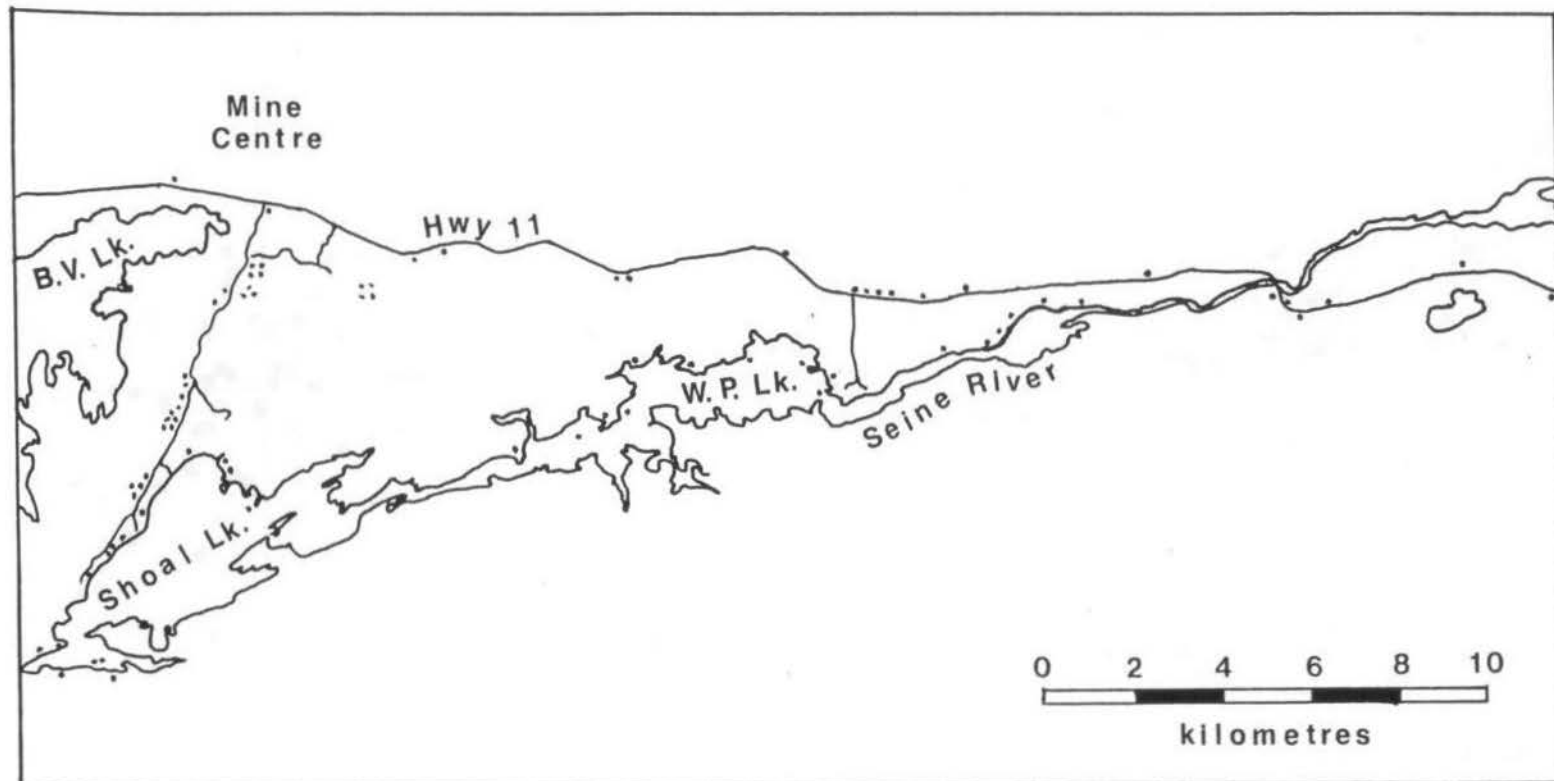 Mine
Centre
Hwy 11
B.V. Lk.
W.P. Lk.
Seine River
Shoal Lk.
0 2 4 6 8 10
kilometres